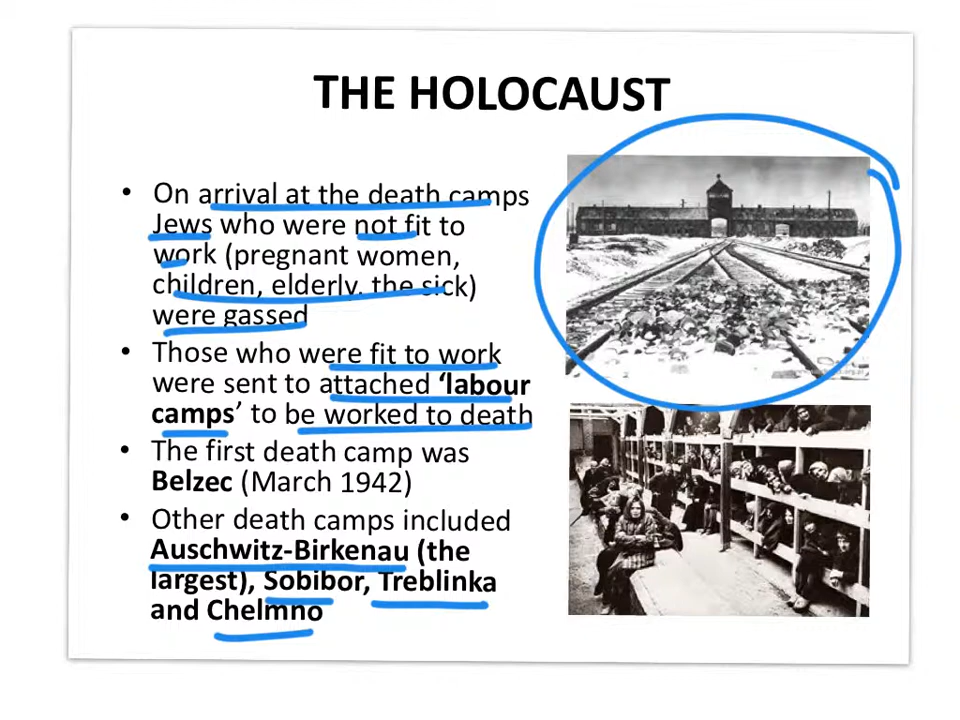 THE HOLOCAUST
• On arrival at the death camps
Jews who were not fit to
work (pregnant women,
children, elderly, the sick)
were gassed
• Those who were fit to work
were sent to attached ‘labour
camps’ to be worked to death
• The first death camp was
Belzec (March 1942)
• Other death camps included
Auschwitz-Birkenau (the
largest), Sobibor, Treblinka
and Chelmno